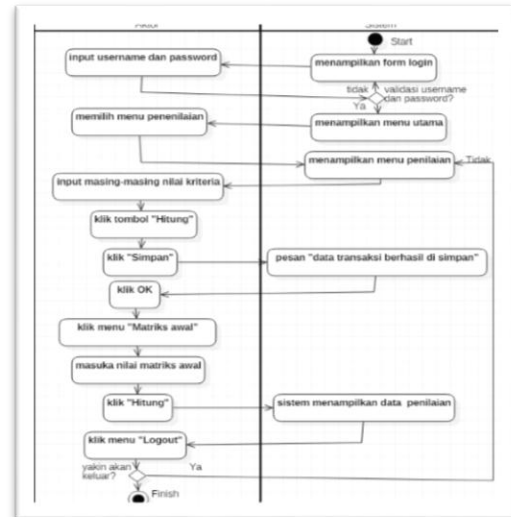 Aktor
Sistem
Start
input username dan password
menampilkan form login
tidak
validasi username
dan password?
Ya
memilih menu penenilaian
menampilkan menu utama
menampilkan menu penilaian
Tidak
input masing-masing nilai kriteria
klik tombol "Hitung"
klik "Simpan"
pesan "data transaksi berhasil di simpan"
klik OK
klik menu "Matriks awal"
masuka nilai matriks awal
klik "Hitung"
sistem menampilkan data penilaian
klik menu "Logout"
yakin akan
keluar?
Ya
Finish